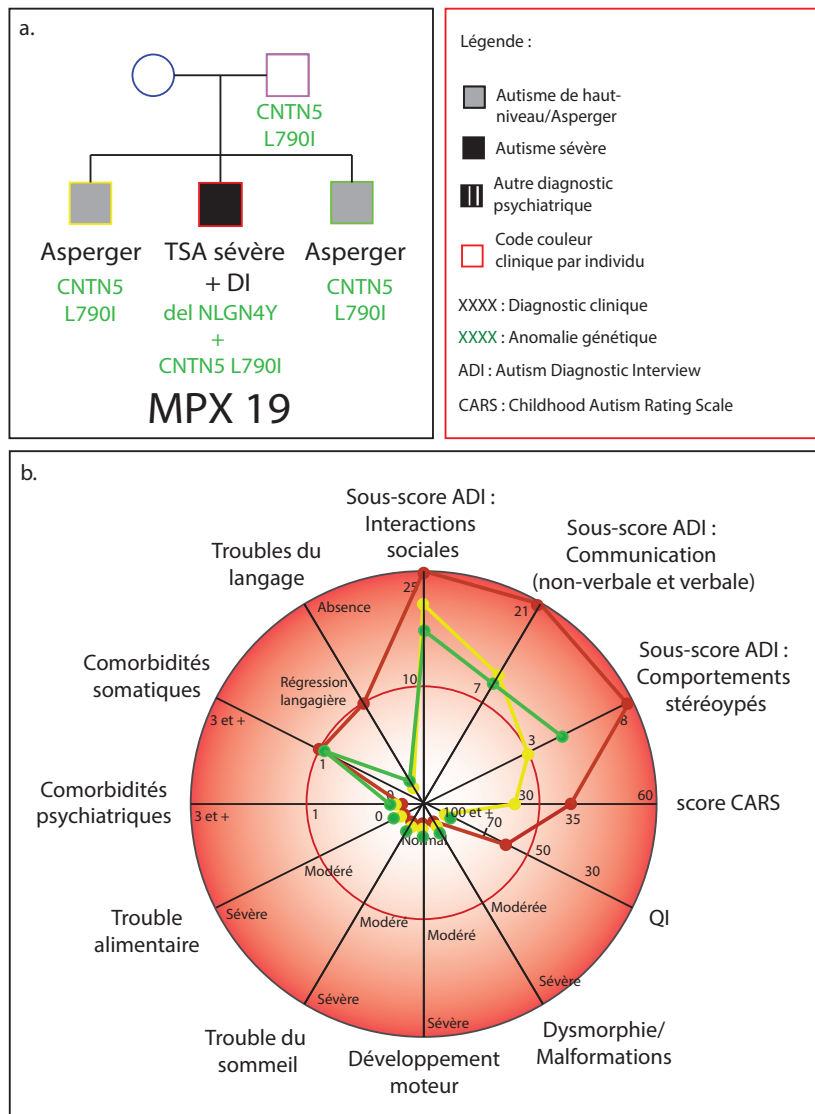 a.
CNTN5
L790I
Asperger
CNTN5
L790I
TSA sévère
+ DI
del NLGN4Y
+
CNTN5 L790I
Asperger
CNTN5
L790I
MPX 19
Légende :
Autisme de haut-
niveau/Asperger
Autisme sévère
Autre diagnostic
psychiatrique
Code couleur
clinique par individu
XXXX : Diagnostic clinique
XXXX : Anomalie génétique
ADI : Autism Diagnostic Interview
CARS : Childhood Autism Rating Scale
b.
Sous-score ADI :
Interactions
sociales
25
10
Sous-score ADI :
Communication
(non-verbale et verbale)
21
7
Sous-score ADI :
Comportements
stéréoypés
8
3
score CARS
60
35
30
QI
100 et +
70
50
30
Dysmorphie/
Malformations
Modérée
Sévère
Développement
moteur
Normal
Modéré
Sévère
Trouble du
sommeil
Modéré
Sévère
Trouble
alimentaire
Modéré
Sévère
0
Comorbidités
psychiatriques
3 et +
1
0
Comorbidités
somatiques
3 et +
1
Troubles du
langage
Absence
Régression
langagière